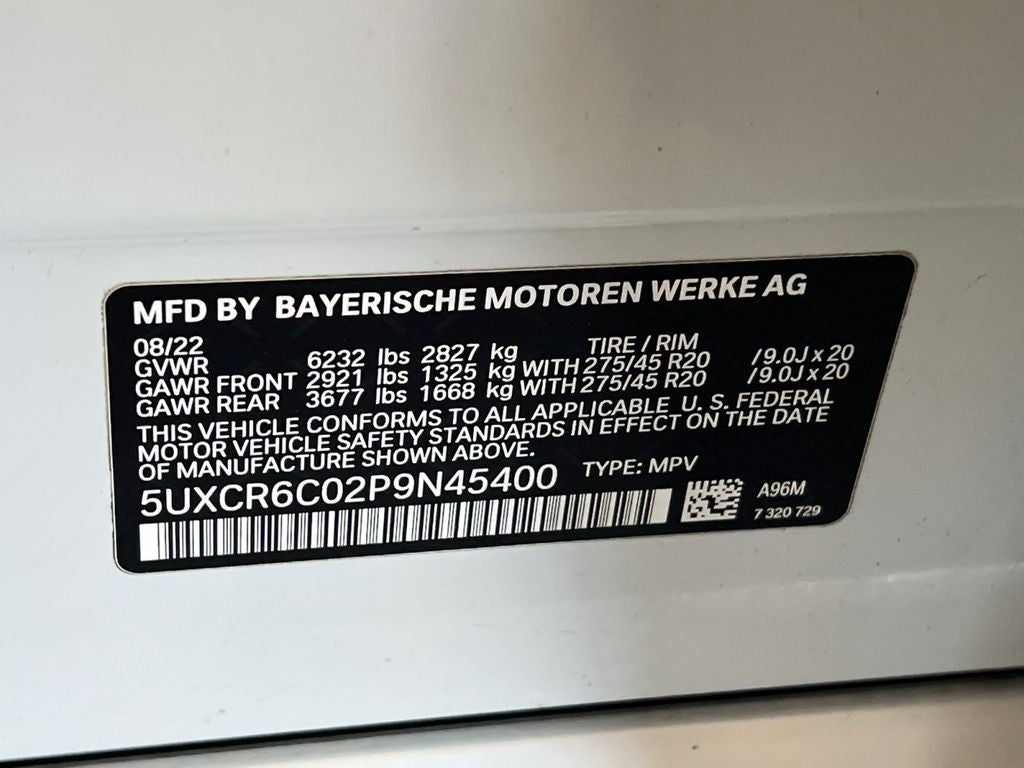 MFD BY BAYERISCHE MOTOREN WERKE AG
08/22 TIRE / RIM
GVWR 6232 lbs 2827 kg
GAWR FRONT 2921 lbs 1325 kg WITH 275/45 R20 /9.0J x 20
GAWR REAR 3677 lbs 1668 kg WITH 275/45 R20 /9.0J x 20
THIS VEHICLE CONFORMS TO ALL APPLICABLE U. S. FEDERAL
MOTOR VEHICLE SAFETY STANDARDS IN EFFECT ON THE DATE
OF MANUFACTURE SHOWN ABOVE.
5UXCR6C02P9N45400 TYPE: MPV
A96M
7 320 729